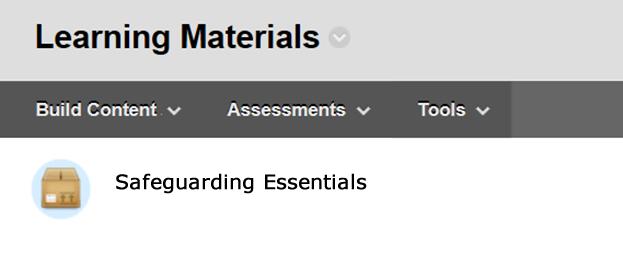 Learning Materials
Build Content Assessments Tools
Safeguarding Essentials